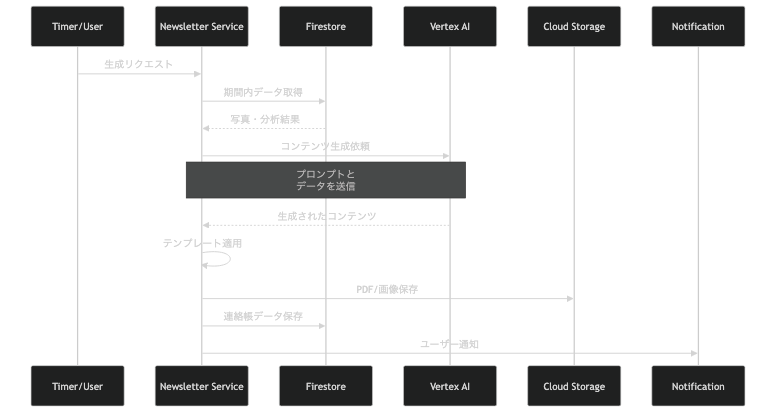 Timer/User
Newsletter Service
Firestore
Vertex AI
Cloud Storage
Notification
生成リクエスト
期間内データ取得
写真・分析結果
コンテンツ生成依頼
プロンプトと
データを送信
生成されたコンテンツ
テンプレート適用
PDF/画像保存
連絡帳データ保存
ユーザー通知
Timer/User
Newsletter Service
Firestore
Vertex AI
Cloud Storage
Notification